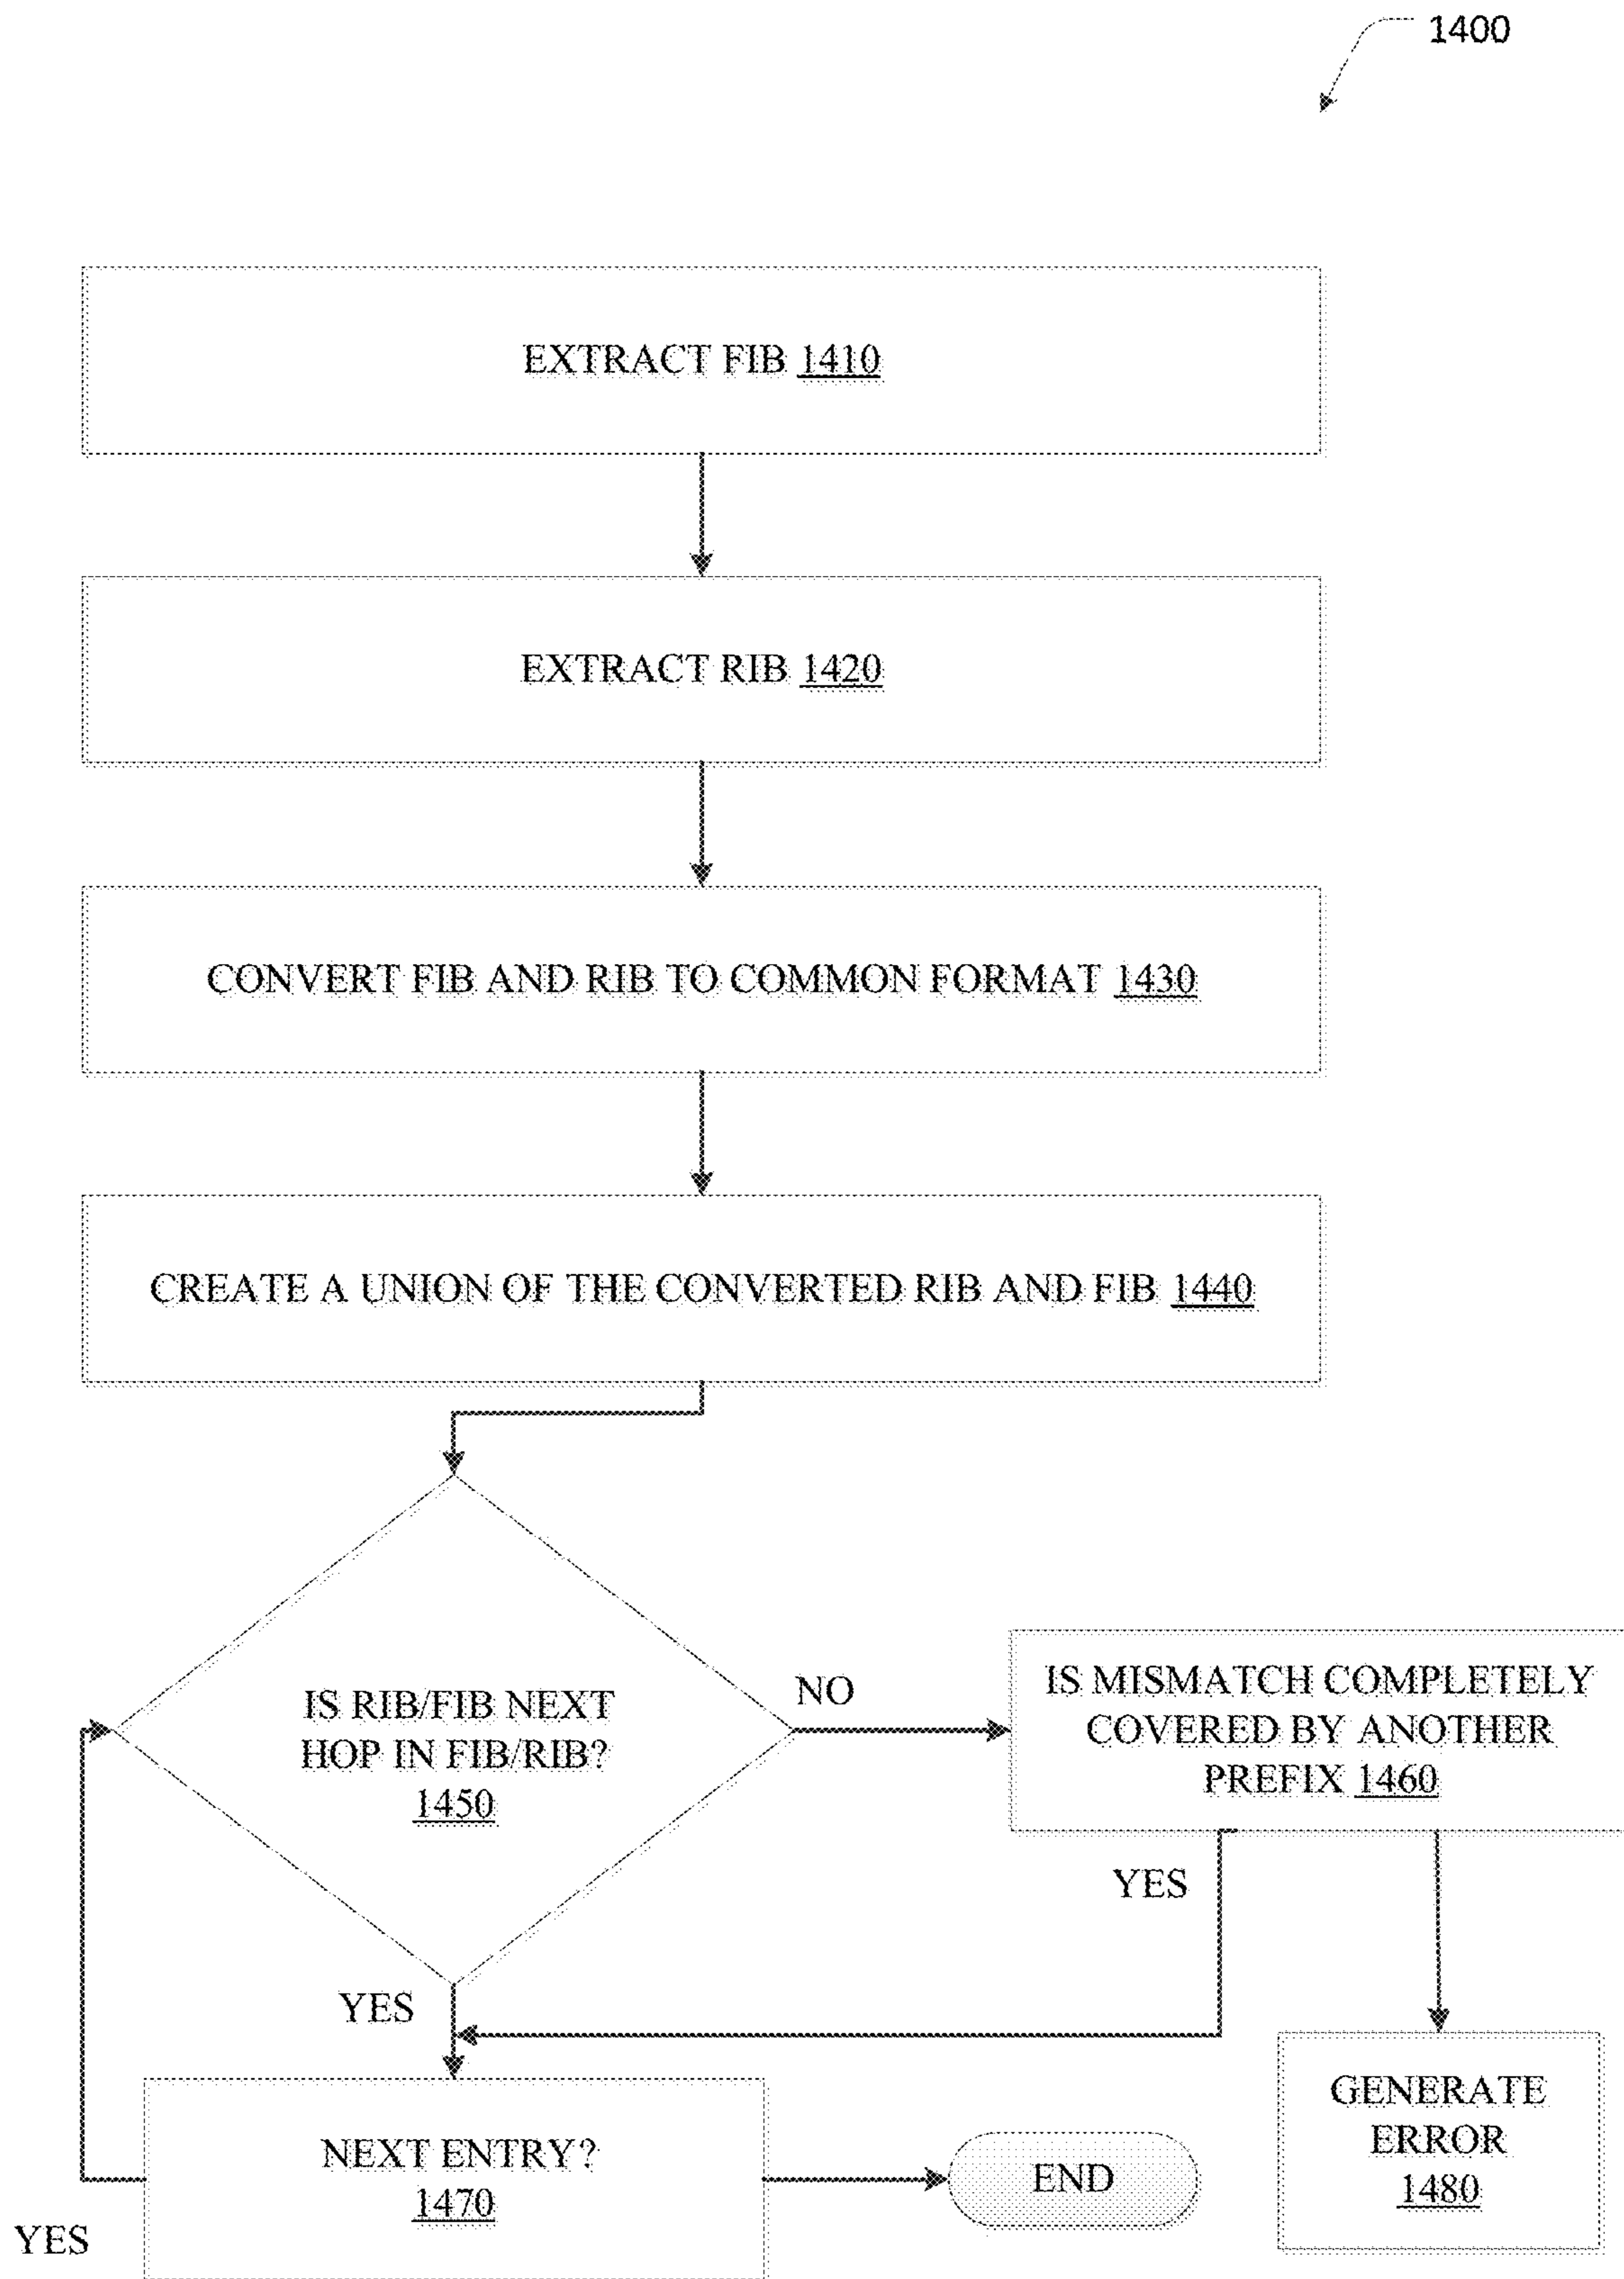 1400
EXTRACT FIB 1410
EXTRACT RIB 1420
CONVERT FIB AND RIB TO COMMON FORMAT 1430
CREATE A UNION OF THE CONVERTED RIB AND FIB 1440
IS RIB/FIB NEXT
HOP IN FIB/RIB?
1450
NO
IS MISMATCH COMPLETELY
COVERED BY ANOTHER
PREFIX 1460
YES
YES
NEXT ENTRY?
1470
YES
END
GENERATE
ERROR
1480